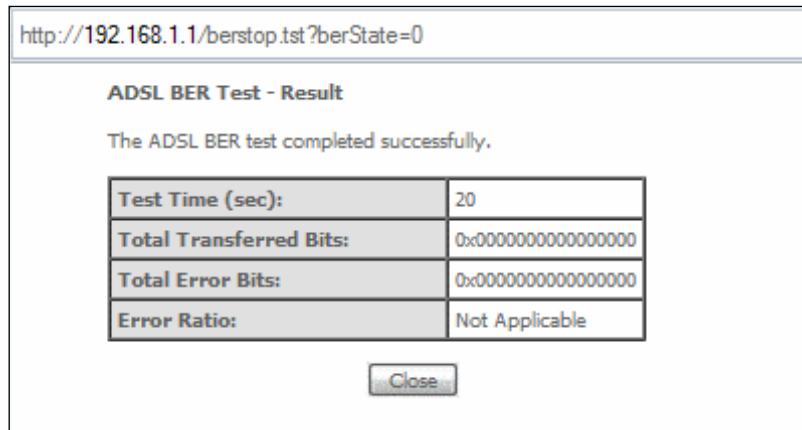 http://192.168.1.1/berstop.tst?berState=0
ADSL BER Test - Result
The ADSL BER test completed successfully.
Test Time (sec): 20
Total Transferred Bits: 0x0000000000000000
Total Error Bits: 0x0000000000000000
Error Ratio: Not Applicable
Close